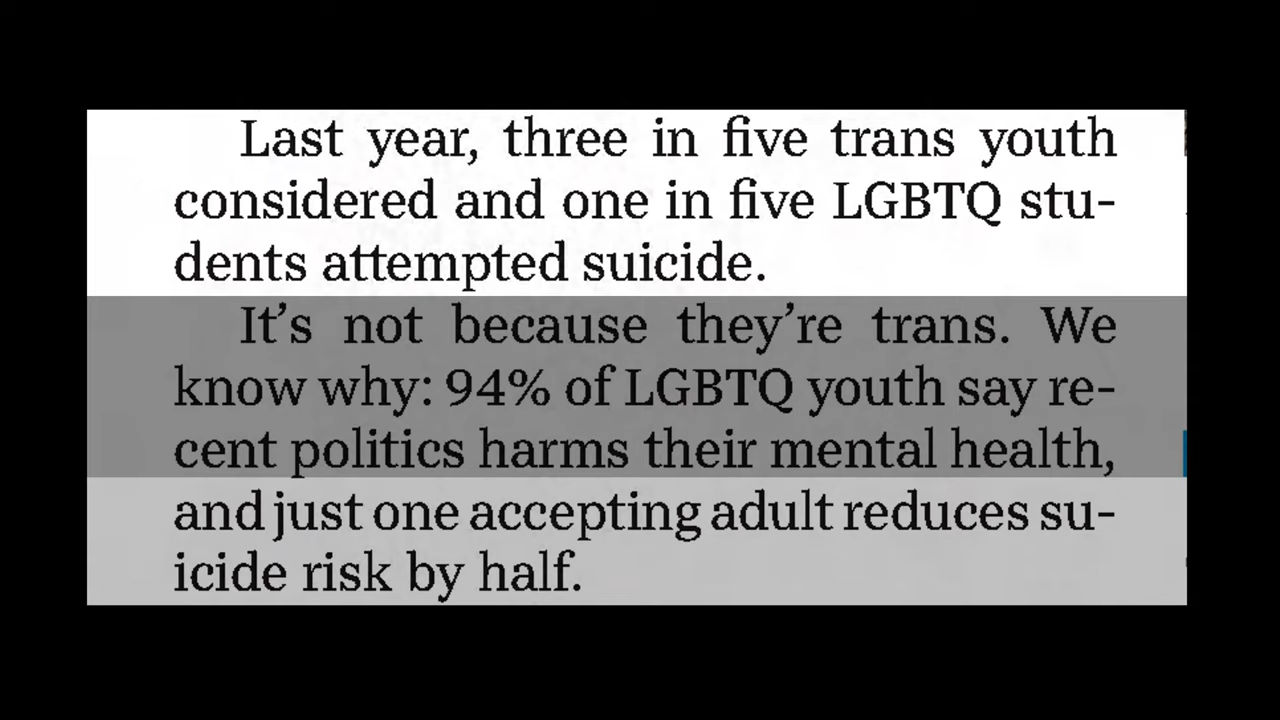 Last year, three in five trans youth
considered and one in five LGBTQ stu-
dents attempted suicide.
It's not because they're trans. We
know why: 94% of LGBTQ youth say re-
cent politics harms their mental health,
and just one accepting adult reduces su-
icide risk by half.